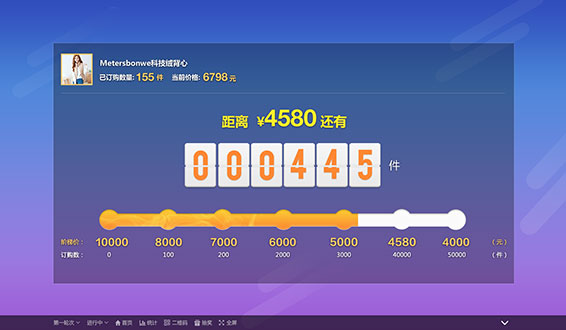 Metersbonwe科技绒背心
已订购数量: 155 件 当前价格: 6798 元
距离 ¥4580 还有
000445 件
阶梯价: 10000 8000 7000 6000 5000 4580 4000 (元)
订购数: 0 100 200 2000 3000 40000 50000 (件)
第一轮次 进行中 首页 统计 二维码 抽奖 全屏